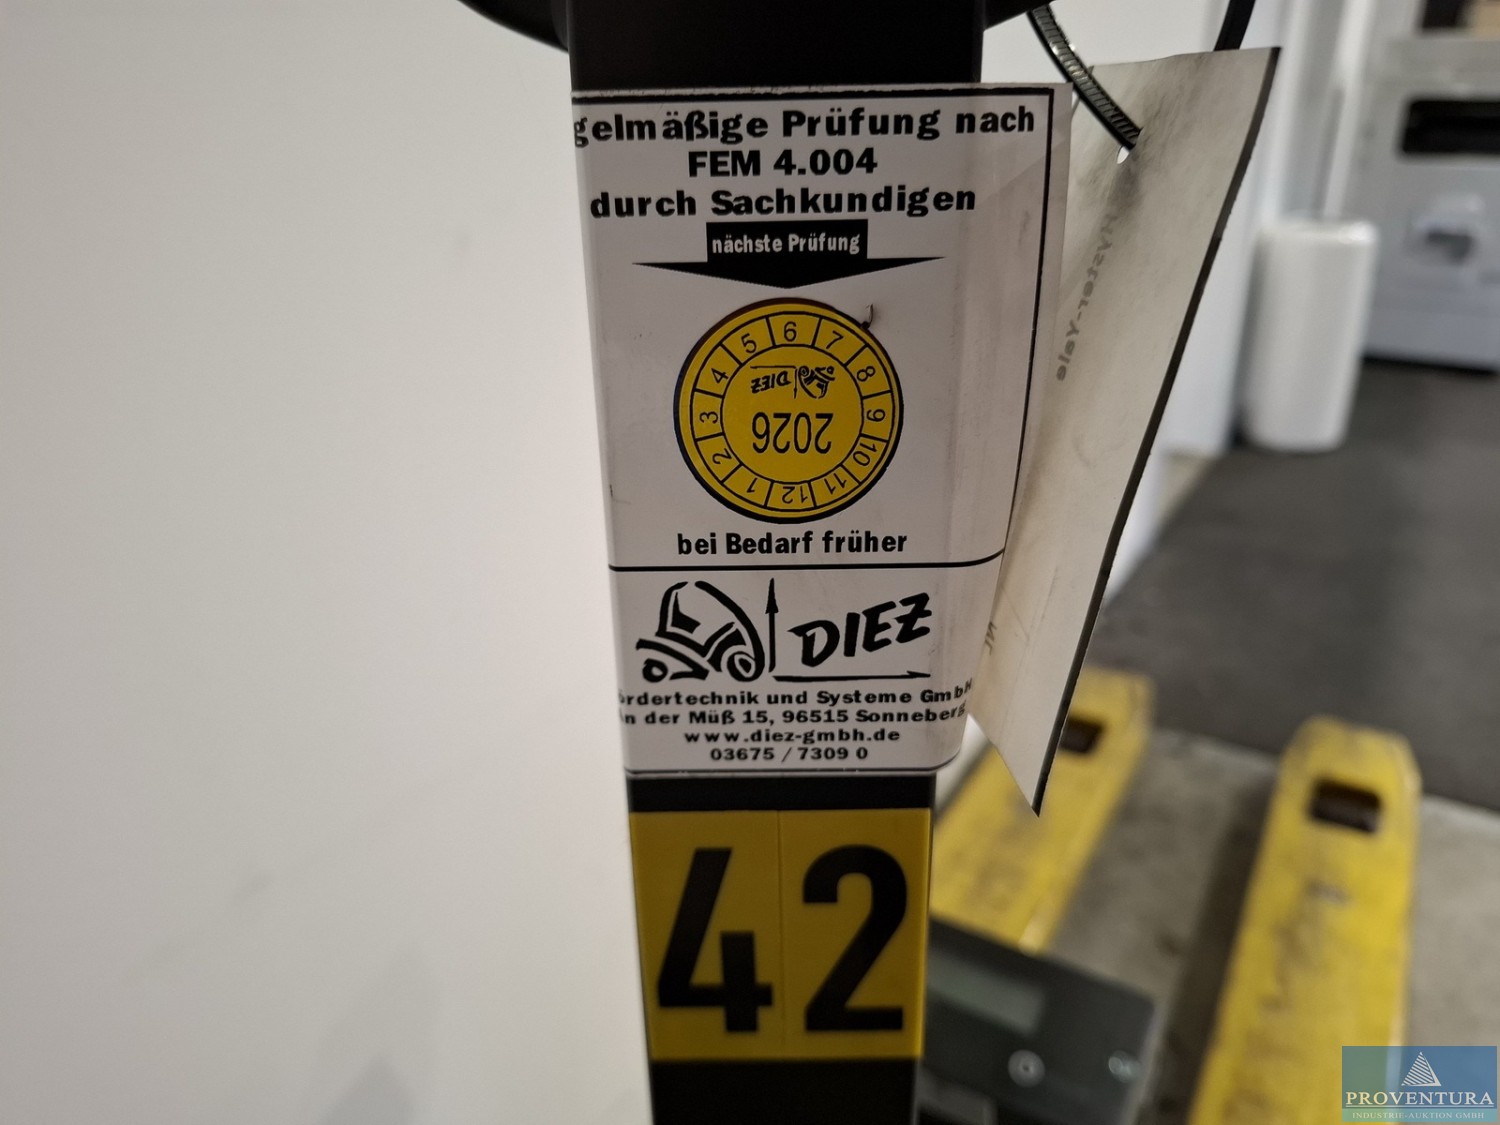 gelmäßige Prüfung nach
FEM 4.004
durch Sachkundigen
nächste Prüfung
1 2 3 4 5 6 7 8 9 10 11 12
DIEZ
2026
bei Bedarf früher
DIEZ
ördertechnik und Systeme GmbH
n der Müß 15, 96515 Sonneberg
www.diez-gmbh.de
03675 / 7309 0
42
Hyster-Yale
PROVENTURA
INDUSTRIE-AUKTION GMBH